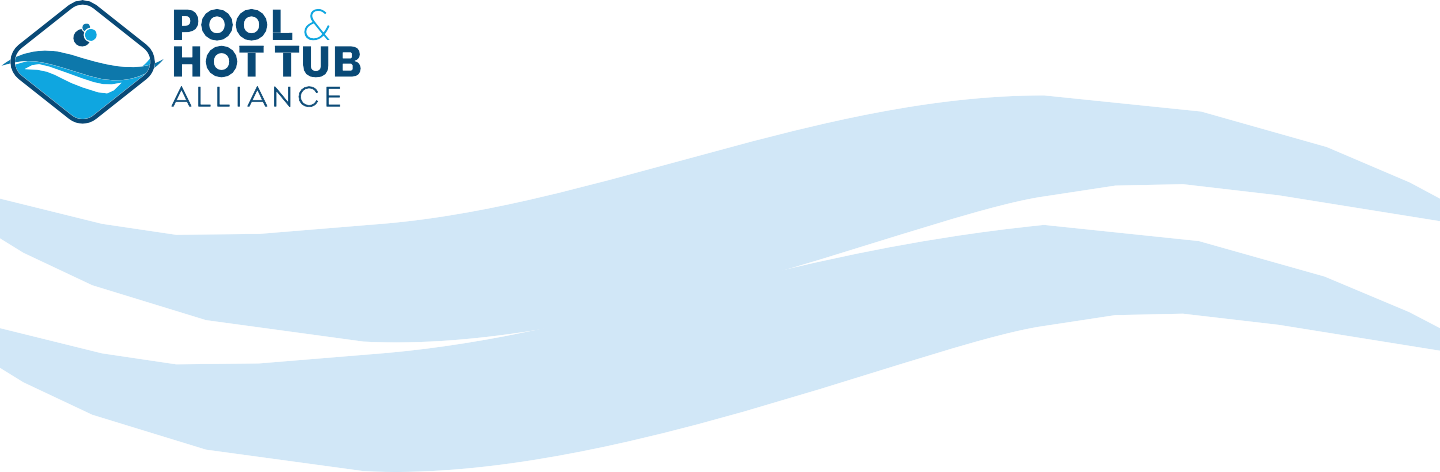 POOL &
HOT TUB
ALLIANCE